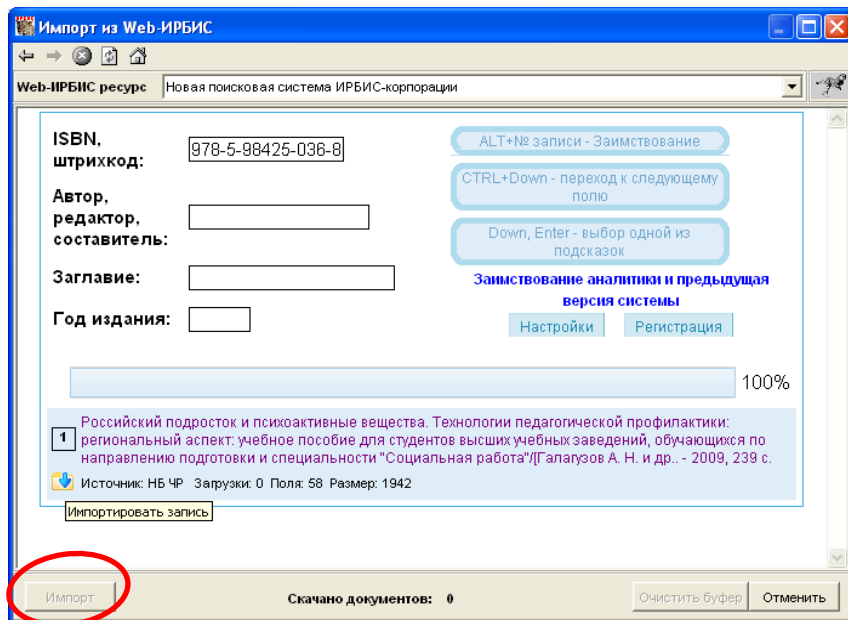 Импорт из Web-ИРБИС
Web-ИРБИС ресурс
Новая поисковая система ИРБИС-корпорации
ISBN,
штрихкод:
978-5-98425-036-8
Автор,
редактор,
составитель:
Заглавие:
Год издания:
ALT+№ записи - Заимствование
CTRL+Down - переход к следующему
полю
Down, Enter - выбор одной из
подсказок
Заимствование аналитики и предыдущая
версия системы
Настройки
Регистрация
100%
1
Российский подросток и психоактивные вещества. Технологии педагогической профилактики:
региональный аспект: учебное пособие для студентов высших учебных заведений, обучающихся по
направлению подготовки и специальности "Социальная работа"/[Галагузов А. Н. и др.. - 2009, 239 с.
Источник: НБ ЧР Загрузки: 0 Поля: 58 Размер: 1942
Импортировать запись
Импорт
Скачано документов: 0
Очистить буфер
Отменить